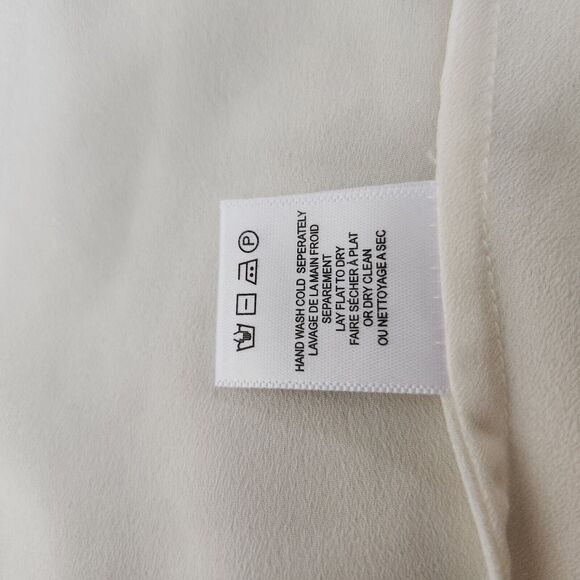 P
HAND WASH COLD SEPERATELY
LAVAGE DE LA MAIN FROID
SEPAREMENT
LAY FLAT TO DRY
FAIRE SÉCHER À PLAT
OR DRY CLEAN
OU NETTOYAGE A SEC